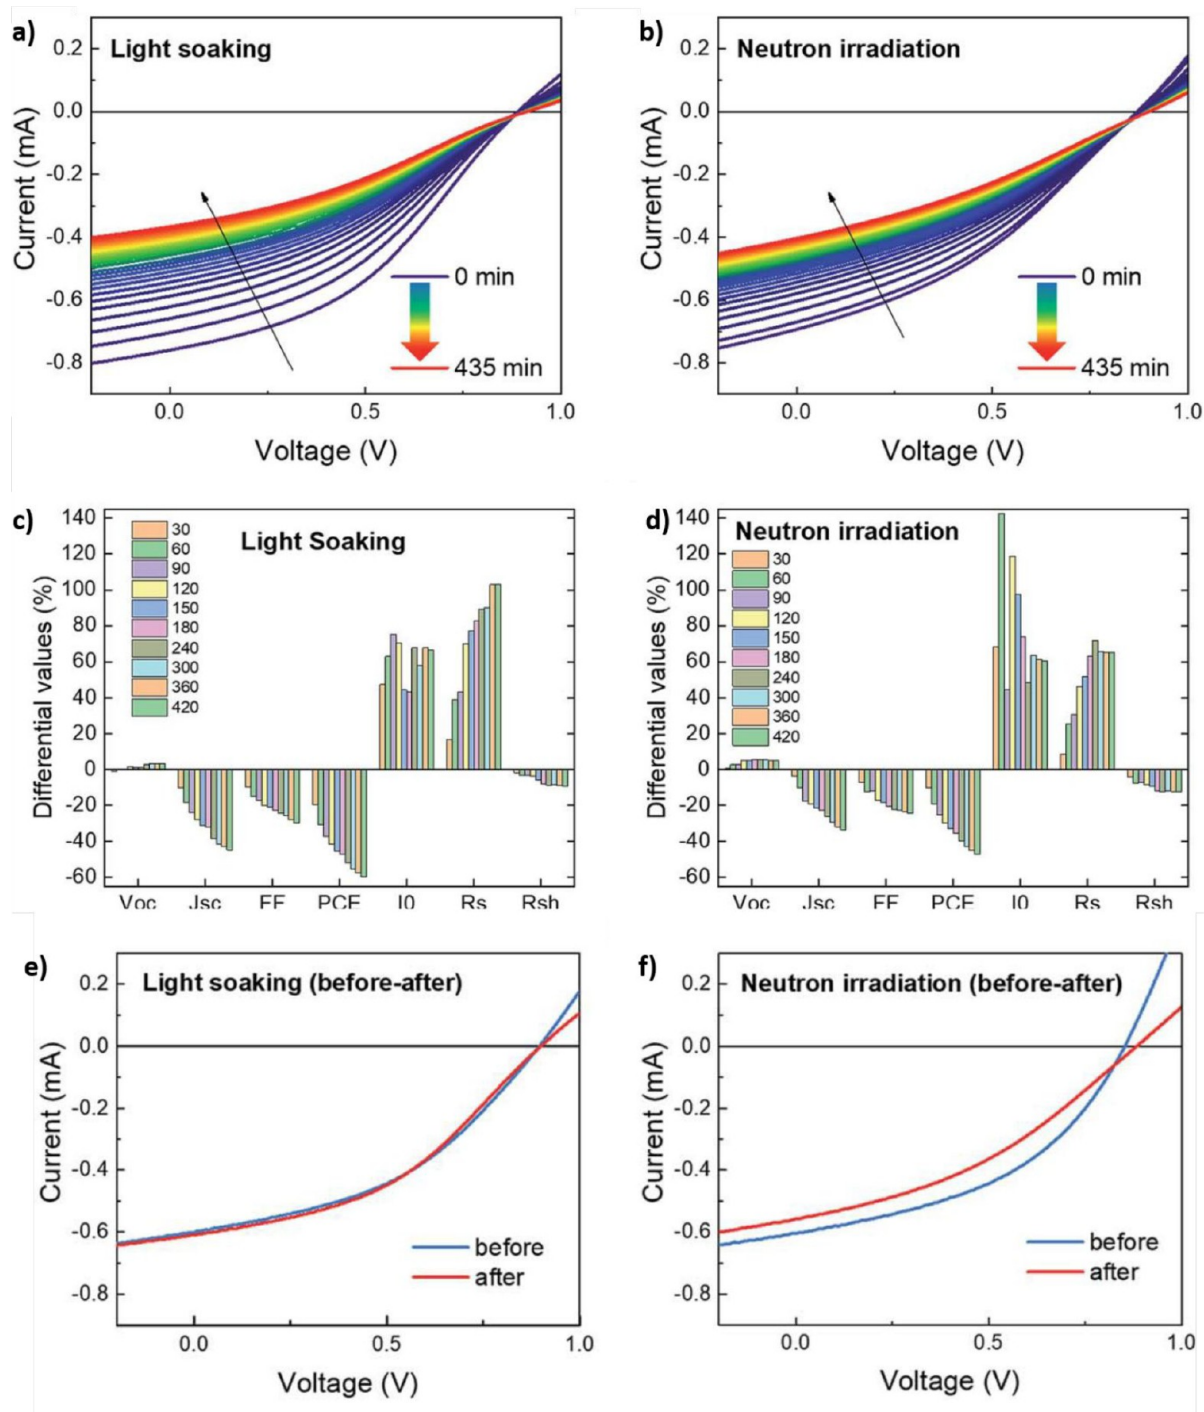 a)
Light soaking
0.2
0.0
-0.2
-0.4
-0.6
-0.8
Current (mA)
0 min
435 min
0.0
0.5
1.0
Voltage (V)
b)
Neutron irradiation
0.2
0.0
-0.2
-0.4
-0.6
-0.8
Current (mA)
0 min
435 min
0.0
0.5
1.0
Voltage (V)
c)
Light Soaking
140
120
100
80
60
40
20
0
-20
-40
-60
Differential values (%)
30
60
90
120
150
180
240
300
360
420
Voc Jsc FF PCE I0 Rs Rsh
d)
Neutron irradiation
140
120
100
80
60
40
20
0
-20
-40
-60
Differential values (%)
30
60
90
120
150
180
240
300
360
420
Voc Jsc FF PCE I0 Rs Rsh
e)
Light soaking (before-after)
0.2
0.0
-0.2
-0.4
-0.6
-0.8
Current (mA)
before
after
0.0
0.5
1.0
Voltage (V)
f)
Neutron irradiation (before-after)
0.2
0.0
-0.2
-0.4
-0.6
-0.8
Current (mA)
before
after
0.0
0.5
1.0
Voltage (V)